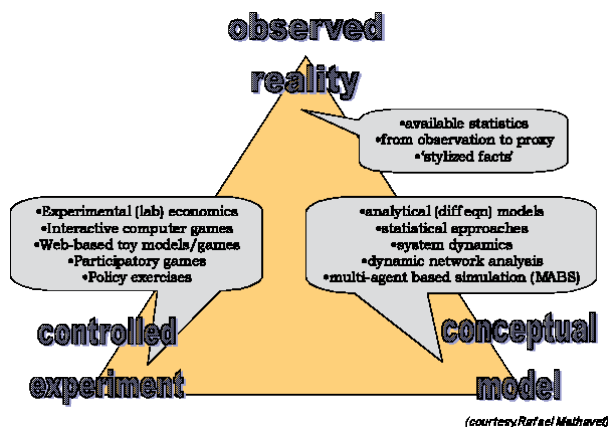 observed
reality
•available statistics
•from observation to proxy
•'stylized facts'
•Experimental (lab) economics
•Interactive computer games
•Web-based toy models/games
•Participatory games
•Policy exercises
•analytical (diff eqn) models
•statistical approaches
•system dynamics
•dynamic network analysis
•multi-agent based simulation (MABS)
controlled
experiment
conceptual
model
(courtesy Rafael Mathevet)